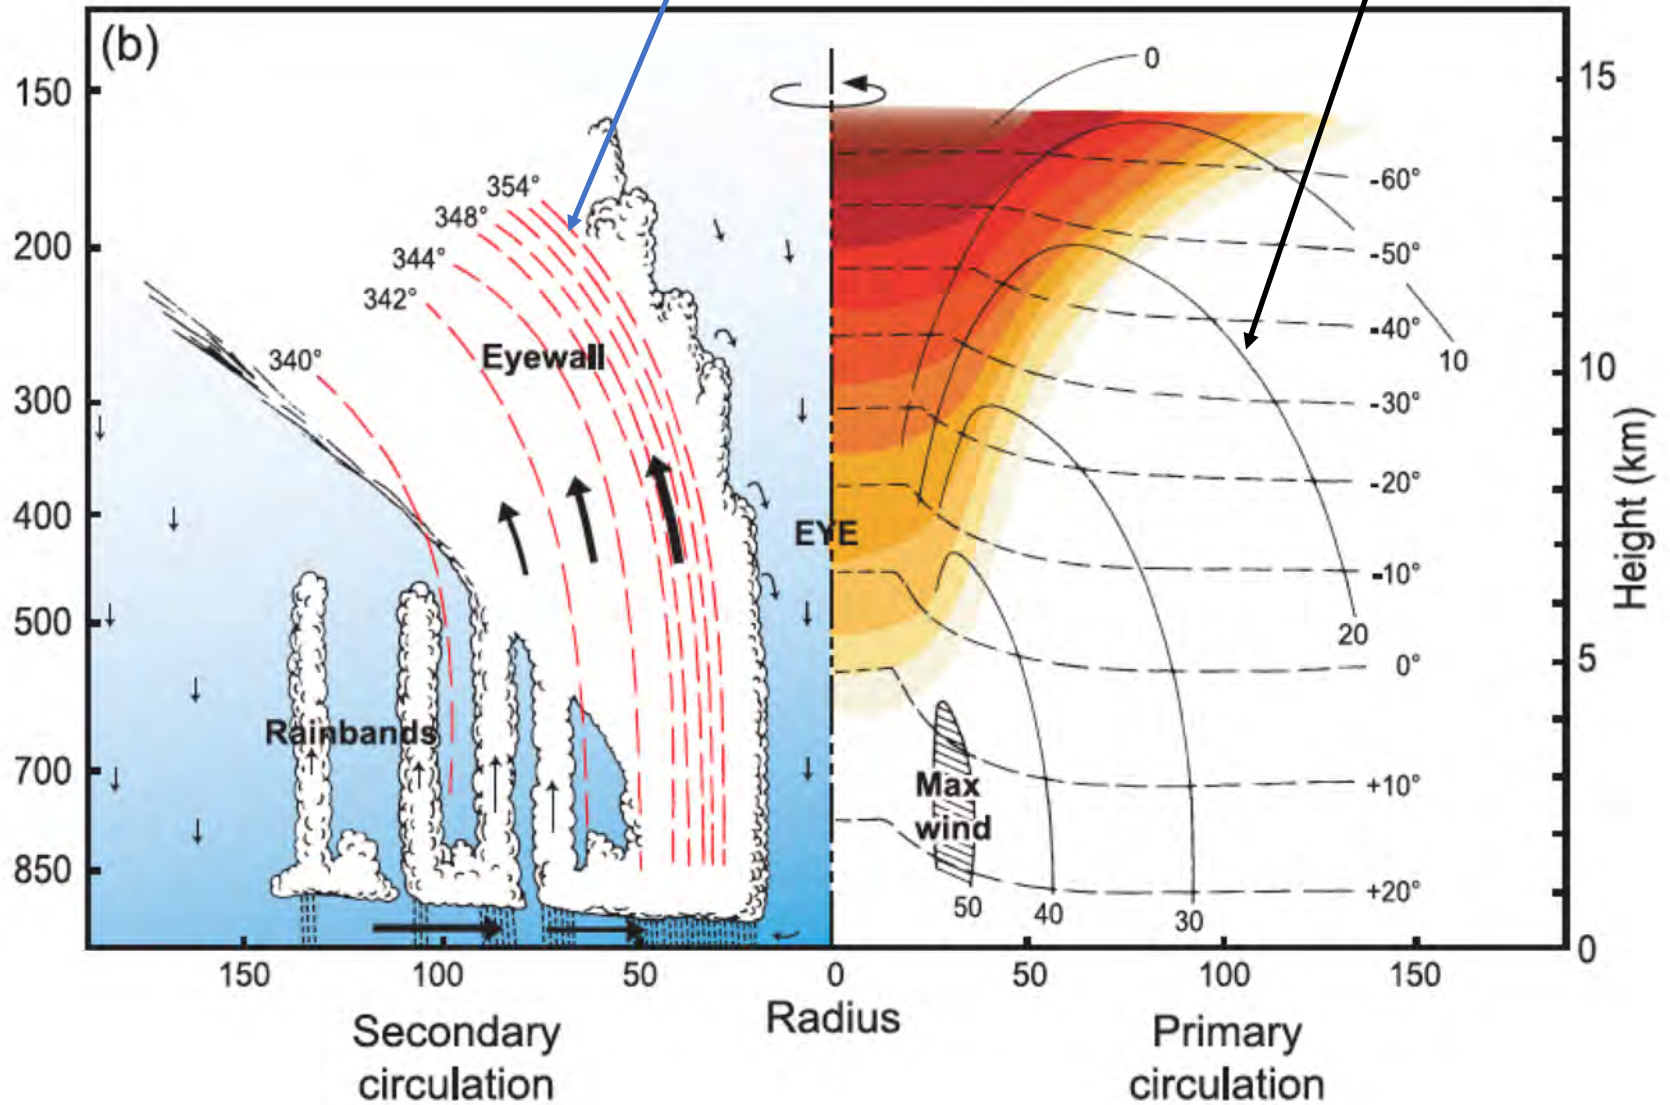 (b)
150
200
300
400
500
700
850
354°
348°
344°
342°
340°
Eyewall
Rainbands
EYE
0
-60°
-50°
-40°
10
-30°
-20°
-10°
20
0°
+10°
+20°
Max
wind
50 40 30
15
10
5
0
Height (km)
150 100 50 0 50 100 150
Radius
Secondary
circulation
Primary
circulation